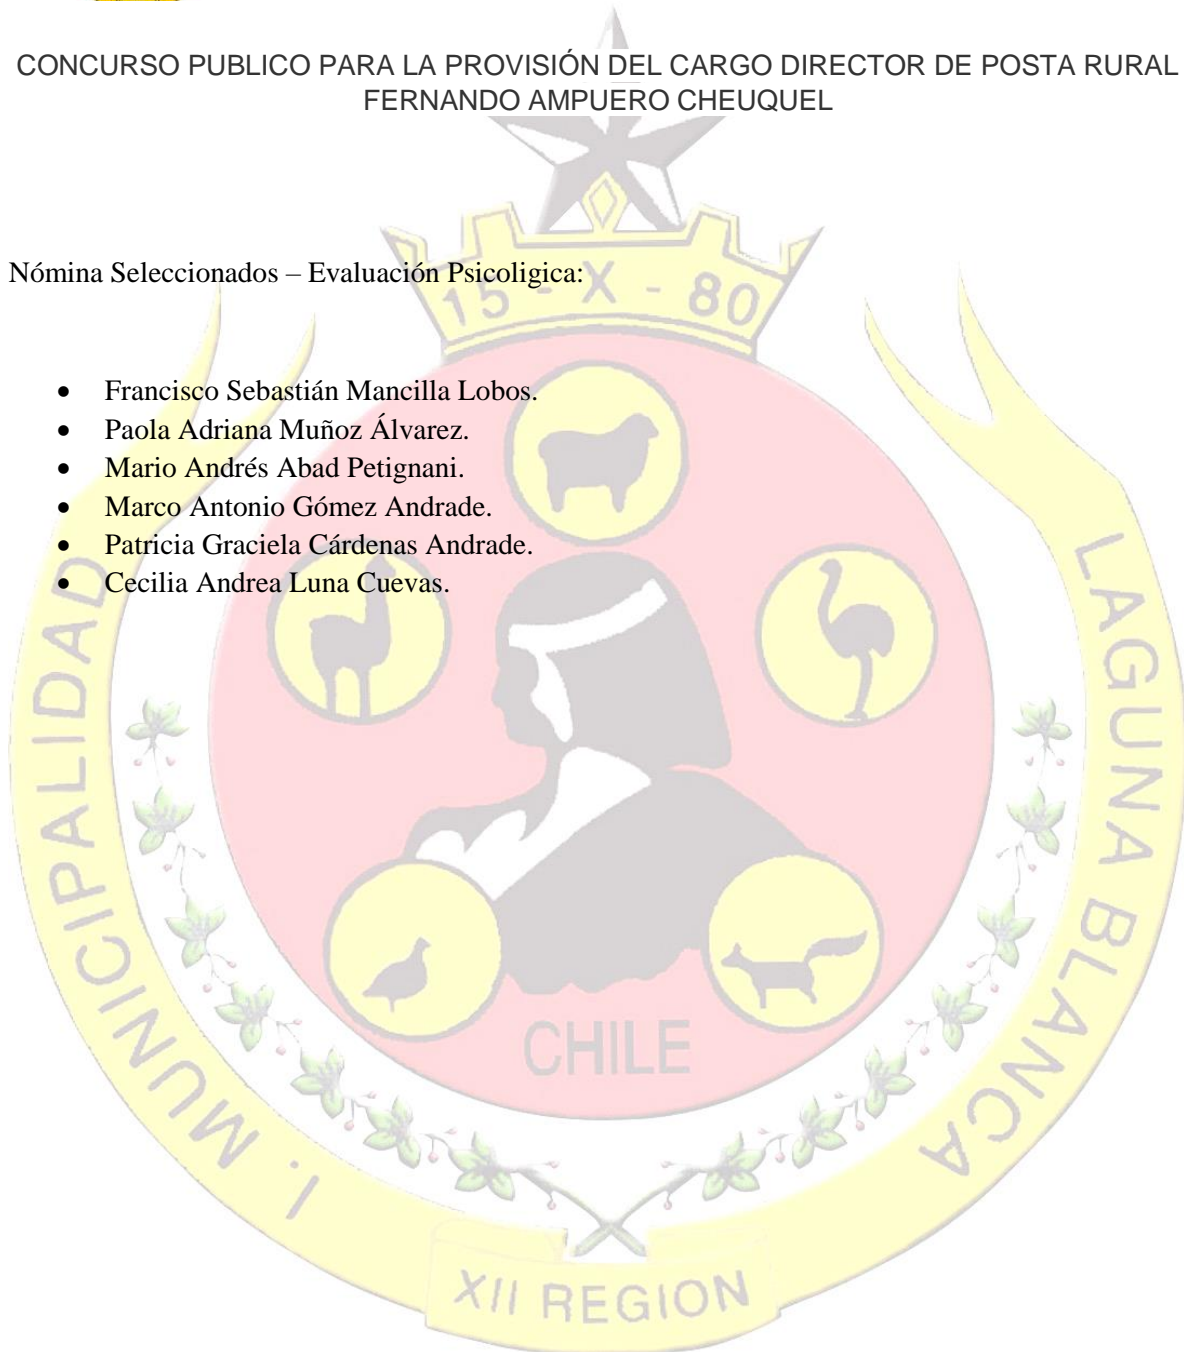 CONCURSO PUBLICO PARA LA PROVISIÓN DEL CARGO DIRECTOR DE POSTA RURAL
FERNANDO AMPUERO CHEUQUEL
Nómina Seleccionados – Evaluación Psicoligica:
15 - X - 80
• Francisco Sebastián Mancilla Lobos.
• Paola Adriana Muñoz Álvarez.
• Mario Andrés Abad Petignani.
• Marco Antonio Gómez Andrade.
• Patricia Graciela Cárdenas Andrade.
• Cecilia Andrea Luna Cuevas.
I. MUNICIPALIDAD
LAGUNA BLANCA
CHILE
XII REGION